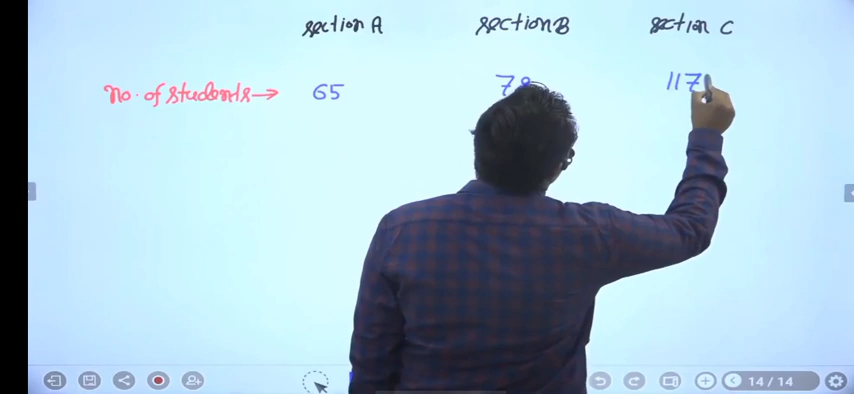 section A section B section C
no. of students → 65 78 117
14 / 14